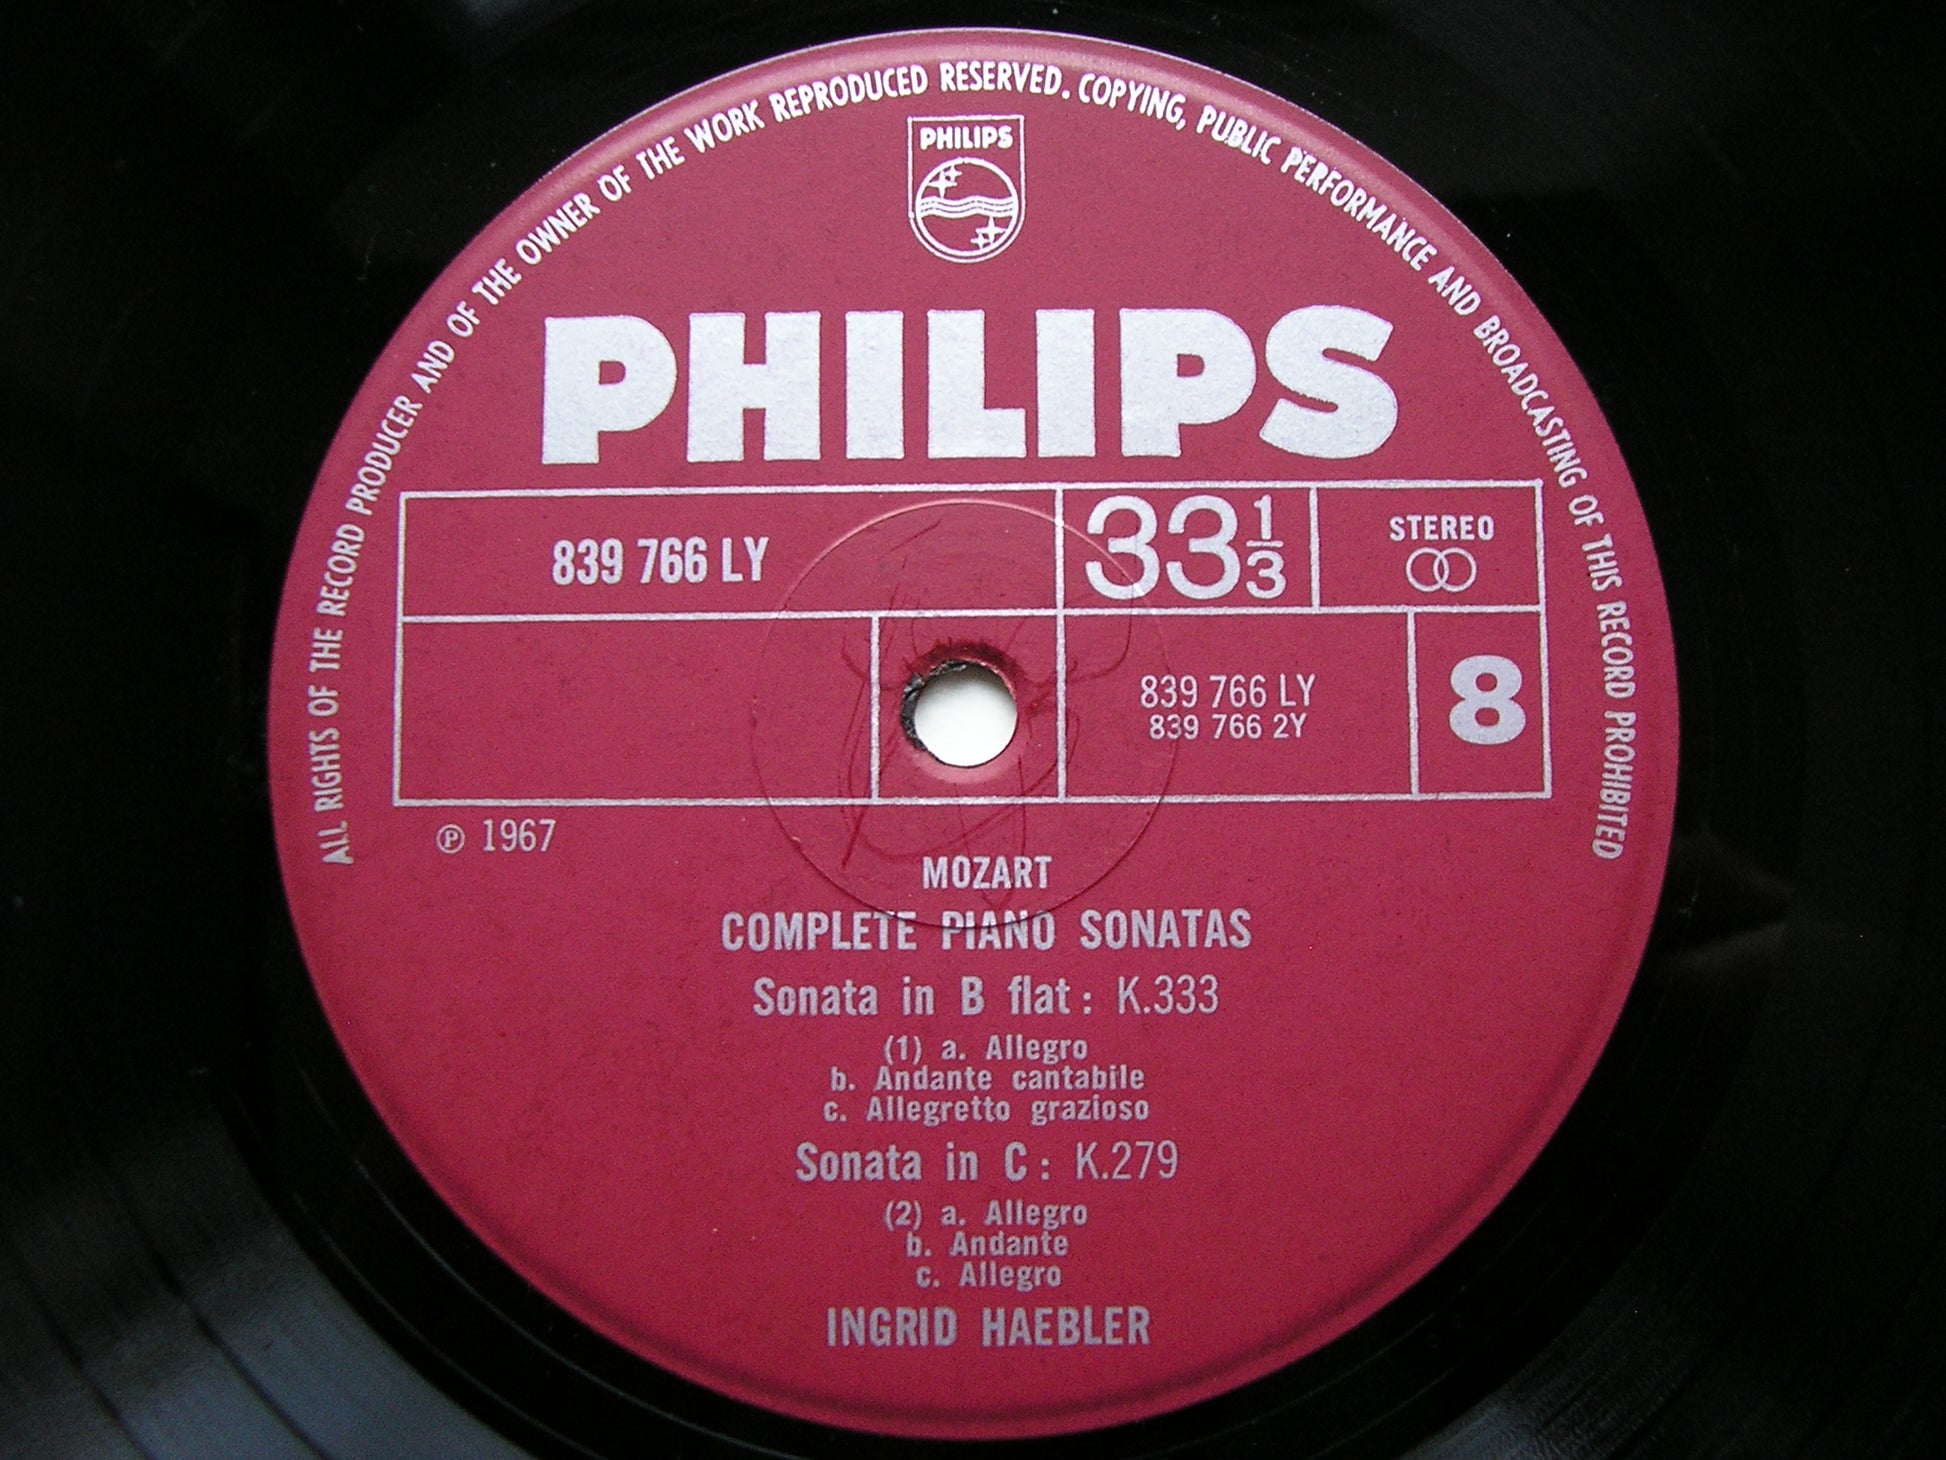 ALL RIGHTS OF THE RECORD PRODUCER AND OF THE OWNER OF THE WORK REPRODUCED RESERVED. COPYING, PUBLIC PERFORMANCE AND BROADCASTING OF THIS RECORD PROHIBITED
PHILIPS
PHILIPS
839 766 LY
33 1/3
STEREO
839 766 LY
839 766 2Y
8
℗ 1967
MOZART
COMPLETE PIANO SONATAS
Sonata in B flat : K.333
(1) a. Allegro
b. Andante cantabile
c. Allegretto grazioso
Sonata in C : K.279
(2) a. Allegro
b. Andante
c. Allegro
INGRID HAEBLER